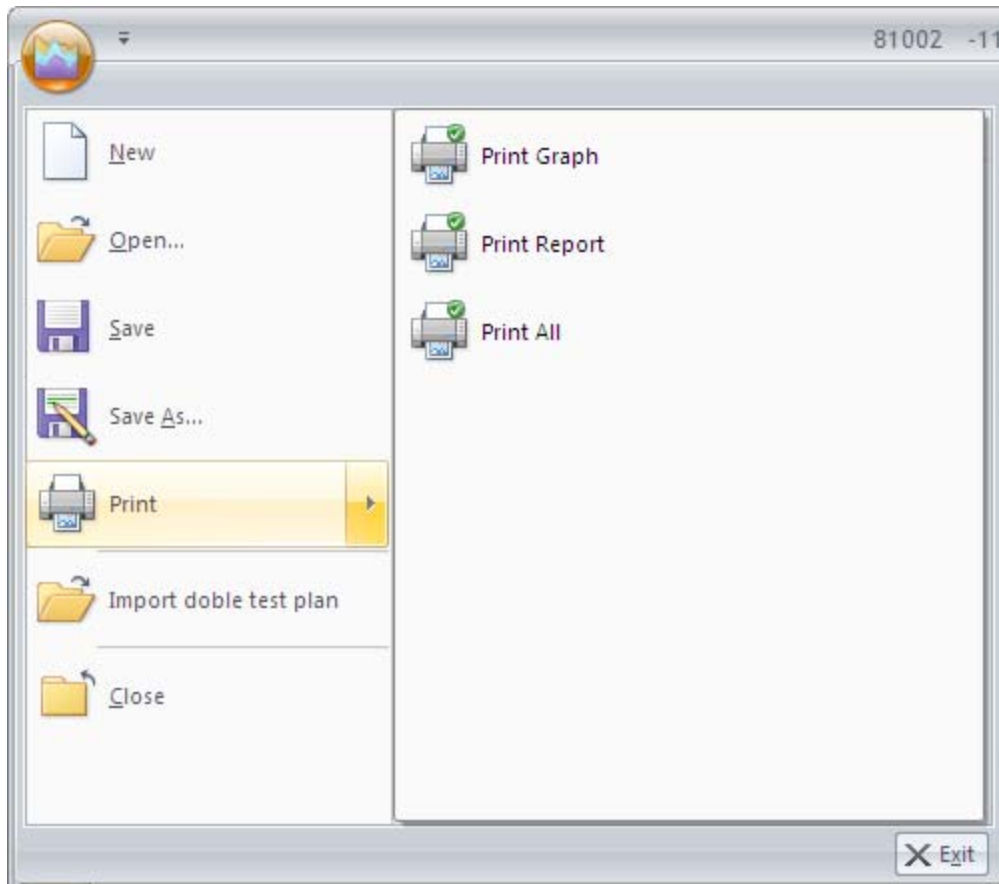 81002 -11
New
Open...
Save
Save As...
Print
Import doble test plan
Close
Print Graph
Print Report
Print All
Exit